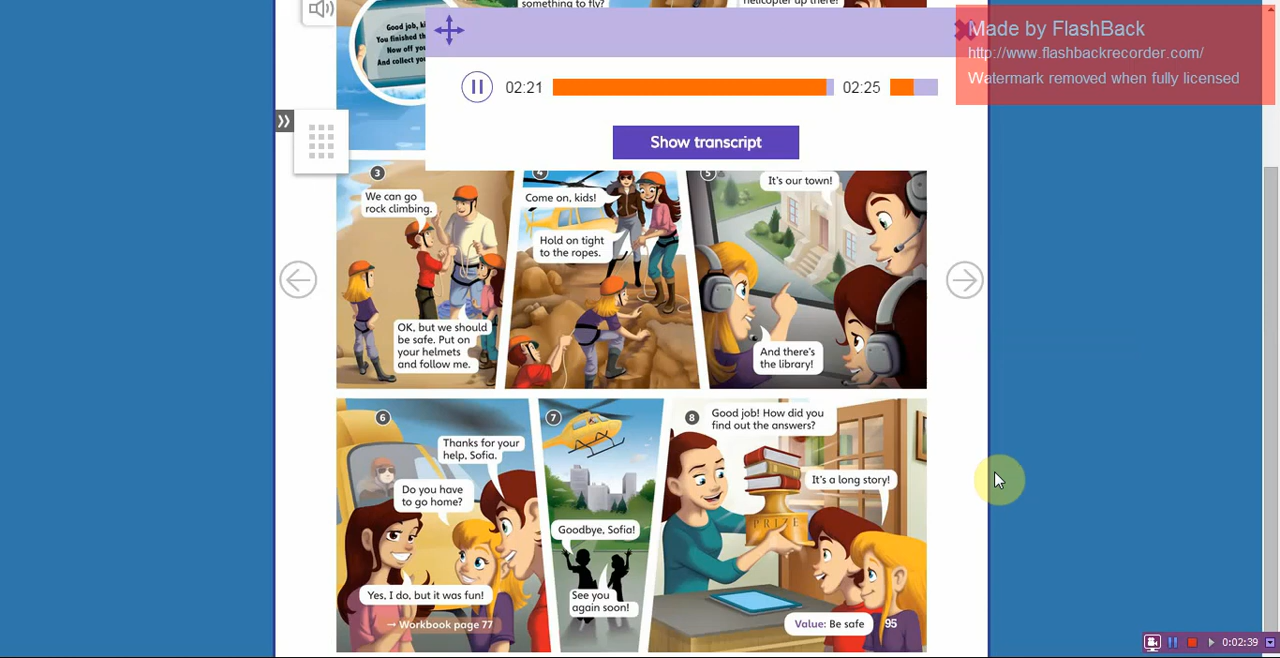 something to fly?
helicopter up there!
Good job, ki
You finished th
Now off yo
And collect you
Made by FlashBack
http://www.flashbackrecorder.com/
Watermark removed when fully licensed
02:21
02:25
Show transcript
3
We can go
rock climbing.
OK, but we should
be safe. Put on
your helmets
and follow me.
4
Come on, kids!
Hold on tight
to the ropes.
5
It's our town!
And there's
the library!
6
Thanks for your
help, Sofia.
Do you have
to go home?
Yes, I do, but it was fun!
→ Workbook page 77
7
Goodbye, Sofia!
See you
again soon!
8
Good job! How did you
find out the answers?
It's a long story!
PRIZE
Value: Be safe
95
0:02:39